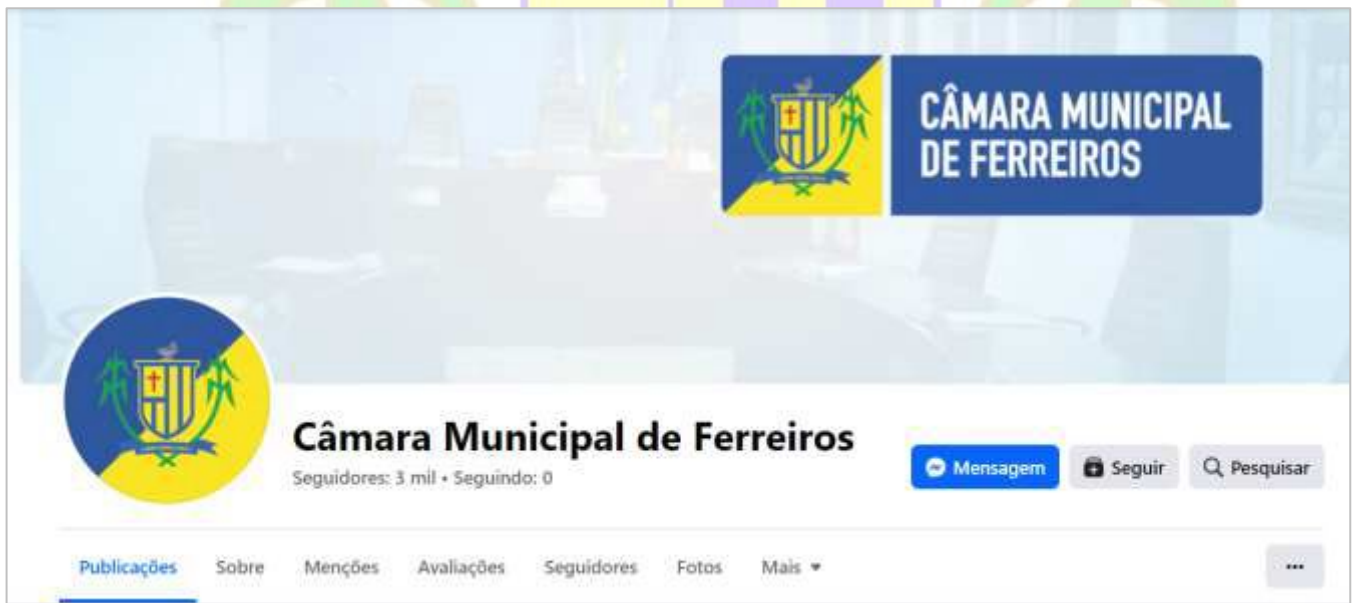 CÂMARA MUNICIPAL
DE FERREIROS
Câmara Municipal de Ferreiros
Seguidores: 3 mil • Seguindo: 0
Mensagem
Seguir
Pesquisar
Publicações
Sobre
Menções
Avaliações
Seguidores
Fotos
Mais